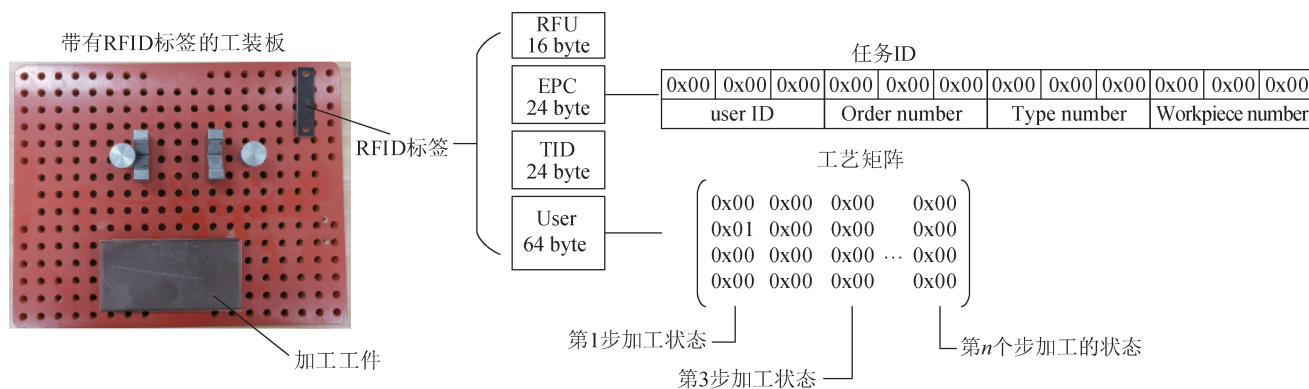 带有RFID标签的工装板
RFID标签
加工工件
RFU
16 byte
EPC
24 byte
TID
24 byte
User
64 byte
任务ID
0x00 0x00 0x00 0x00 0x00 0x00 0x00 0x00 0x00 0x00 0x00 0x00
user ID Order number Type number Workpiece number
工艺矩阵
0x00 0x00 0x00 0x00
0x01 0x00 0x00 0x00
0x00 0x00 0x00 … 0x00
0x00 0x00 0x00 0x00
第1步加工状态
第3步加工状态
第n个步加工的状态